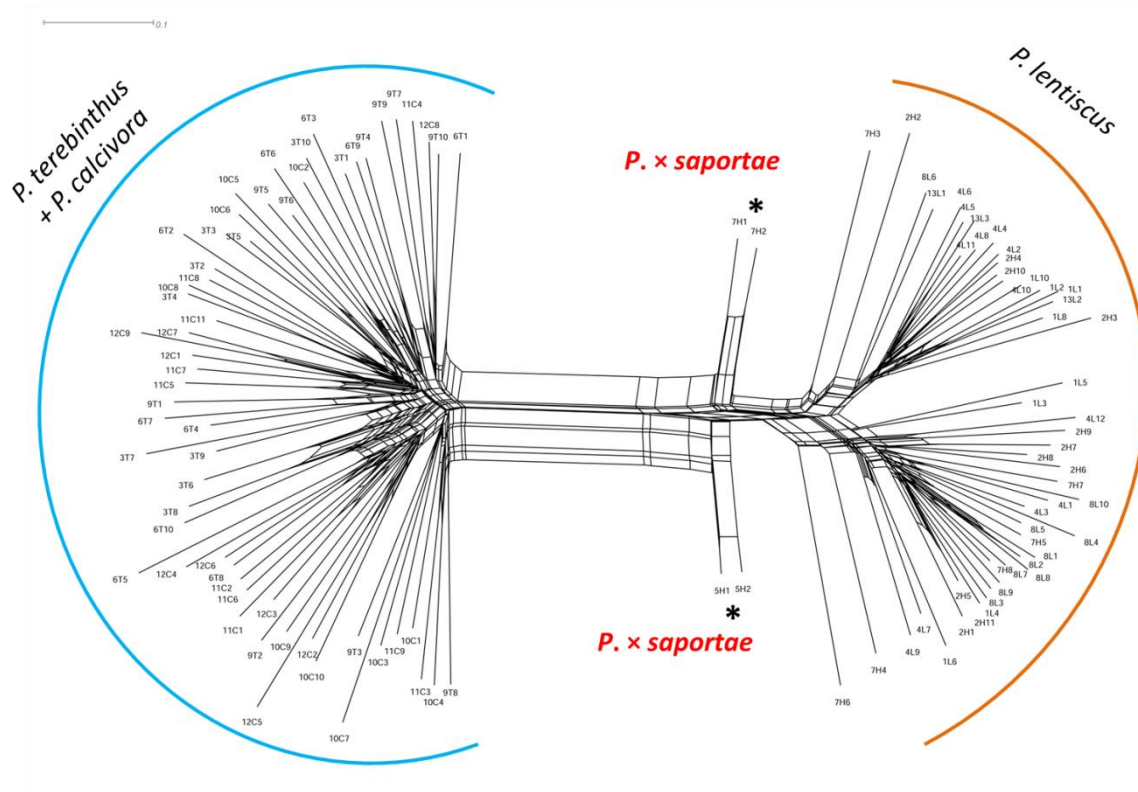 0.1
P. terebinthus
+ P. calcivora
P. lentiscus
P. × saportae
*
7H1
7H2
5H1
5H2
*
P. × saportae
9T7
9T9
11C4
6T3
12C8
9T4
9T10
6T1
3T10
6T9
6T6
3T1
10C2
10C5
9T5
9T6
10C6
6T2
3T3
3T5
3T2
11C8
10C8
3T4
11C11
12C9
12C7
12C1
11C7
11C5
9T1
6T7
6T4
3T7
3T9
3T6
3T8
6T10
6T5
12C4
12C6
6T8
11C2
11C6
12C3
11C1
9T2
10C9
12C2
10C10
12C5
10C7
9T3
10C3
11C9
10C1
11C3
10C4
9T8
2H2
7H3
8L6
13L1
4L6
4L5
13L3
4L4
4L8
4L11
4L2
2H4
2H10
1L10
4L10
1L2
1L1
13L2
1L8
2H3
1L5
1L3
4L12
2H9
2H7
2H8
2H6
7H7
8L10
4L1
4L3
8L5
8L4
7H5
8L1
8L2
7H8
8L7
8L8
2H5
8L9
8L3
1L4
2H11
2H1
4L7
4L9
1L6
7H4
7H6